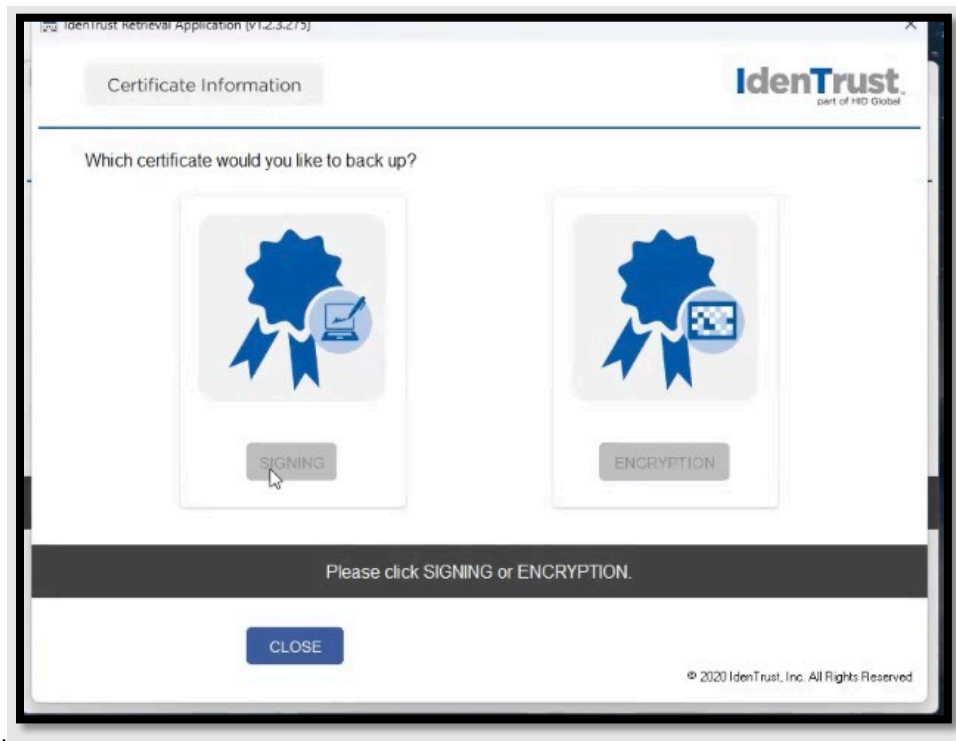 IdenTrust Retrieval Application (v1.2.3.275)
Certificate Information
IdenTrust
part of HID Global
Which certificate would you like to back up?
SIGNING
ENCRYPTION
Please click SIGNING or ENCRYPTION.
CLOSE
© 2020 IdenTrust, Inc. All Rights Reserved